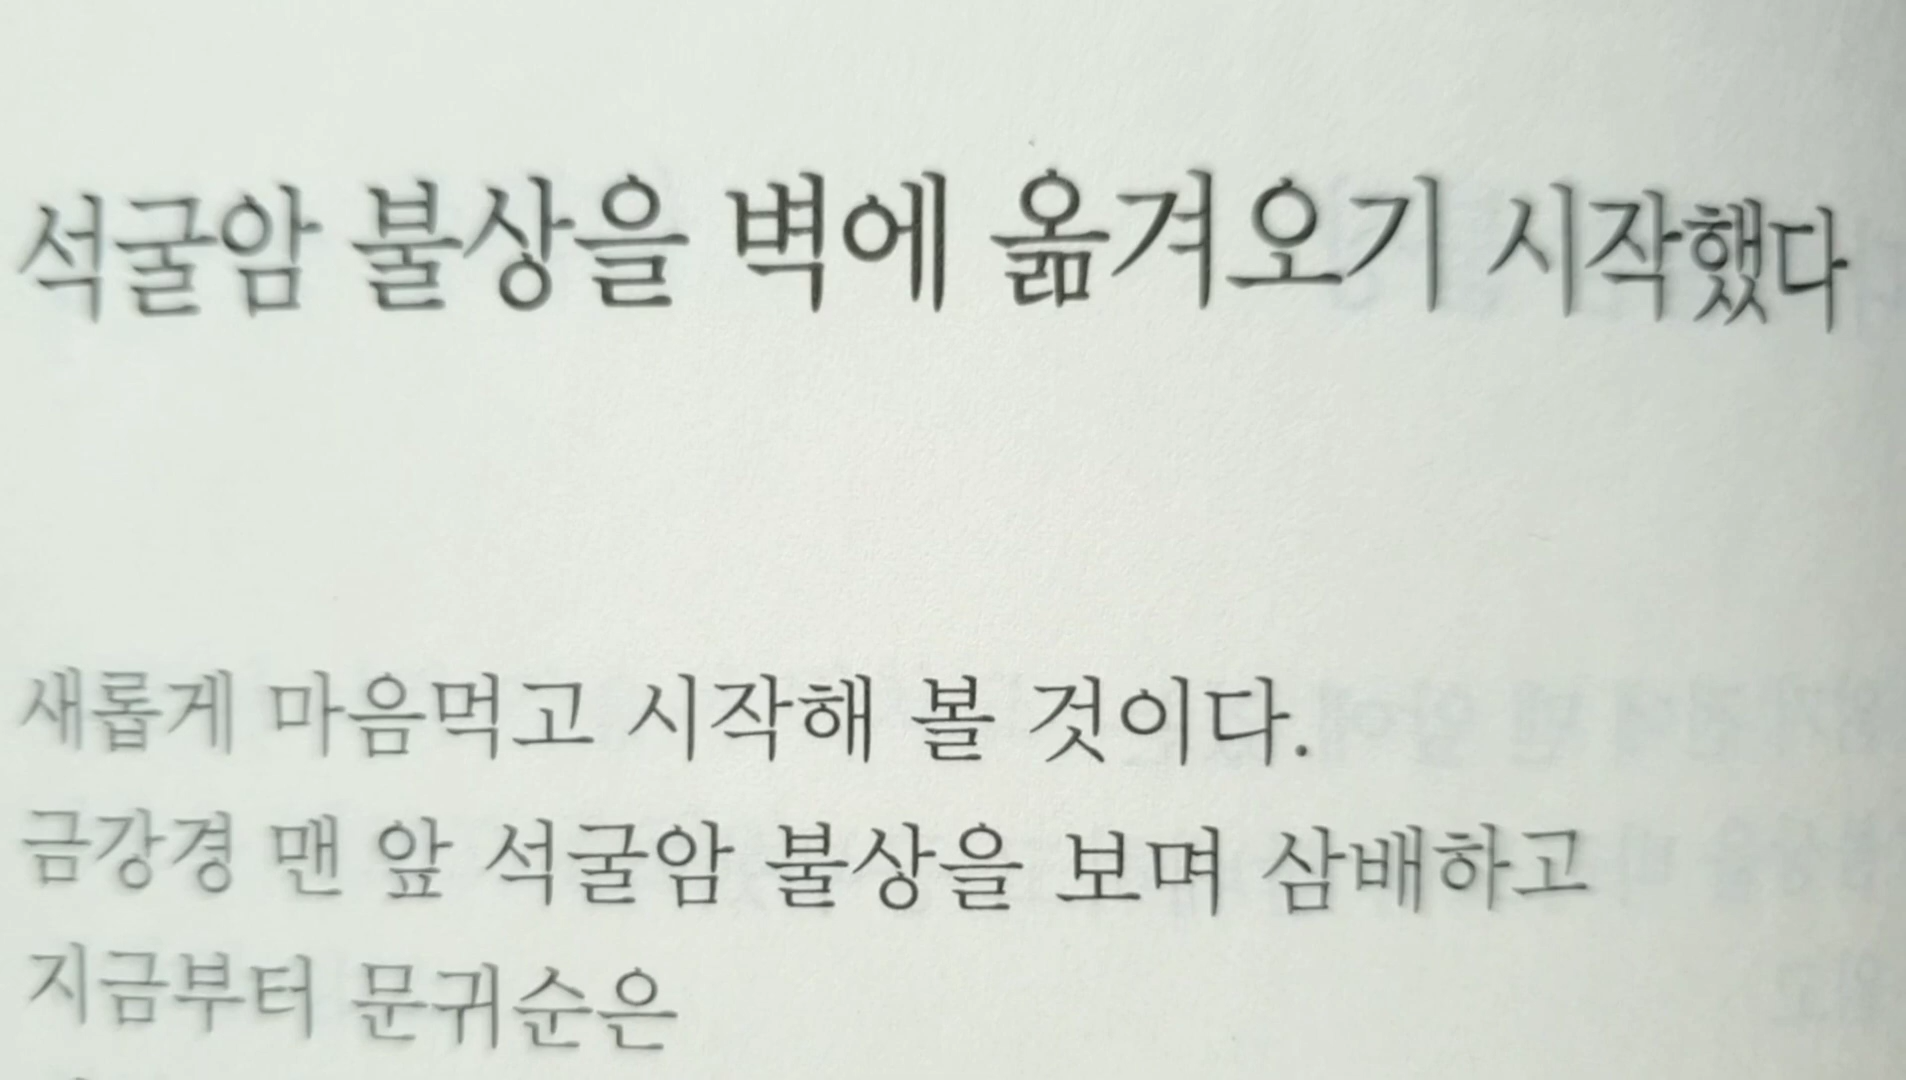 석굴암 불상을 벽에 옮겨오기 시작했다
새롭게 마음먹고 시작해 볼 것이다.
금강경 맨 앞 석굴암 불상을 보며 삼배하고
지금부터 문귀순은